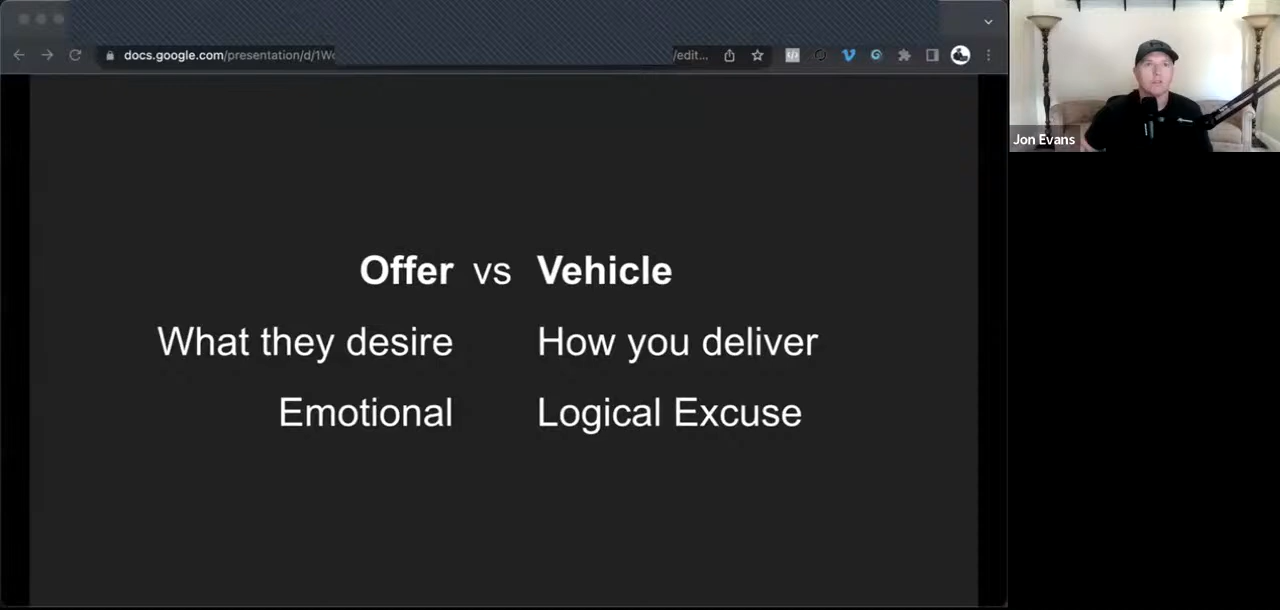 docs.google.com/presentation/d/1W
/edit...
Jon Evans
Offer vs Vehicle
What they desire How you deliver
Emotional Logical Excuse